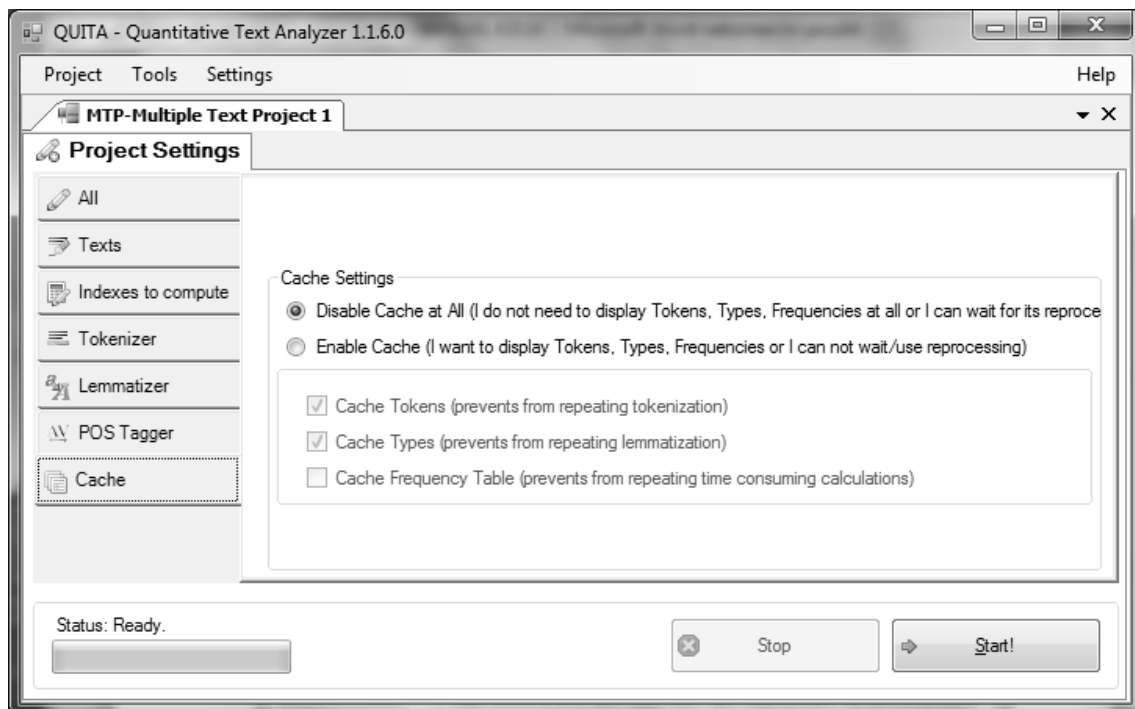 QUITA - Quantitative Text Analyzer 1.1.6.0
Project Tools Settings Help
MTP-Multiple Text Project 1
Project Settings
All
Texts
Indexes to compute
Tokenizer
Lemmatizer
POS Tagger
Cache
Cache Settings
Disable Cache at All (I do not need to display Tokens, Types, Frequencies at all or I can wait for its reproce
Enable Cache (I want to display Tokens, Types, Frequencies or I can not wait/use reprocessing)
Cache Tokens (prevents from repeating tokenization)
Cache Types (prevents from repeating lemmatization)
Cache Frequency Table (prevents from repeating time consuming calculations)
Status: Ready.
Stop
Start!